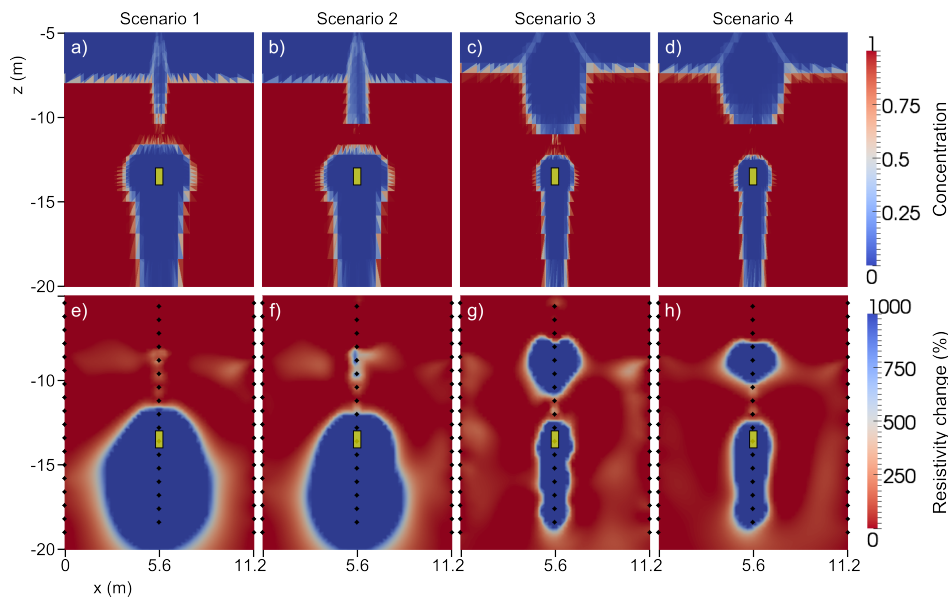 Scenario 1 Scenario 2 Scenario 3 Scenario 4
-5 a) b) c) d) 1
z (m)
0.75
-10
0.5
Concentration
-15
0.25
-20 0
e) f) g) h) 1000
750
-10
500
Resistivity change (%)
-15
250
-20 0
0 5.6 11.2 5.6 11.2 5.6 11.2 5.6 11.2
x (m)